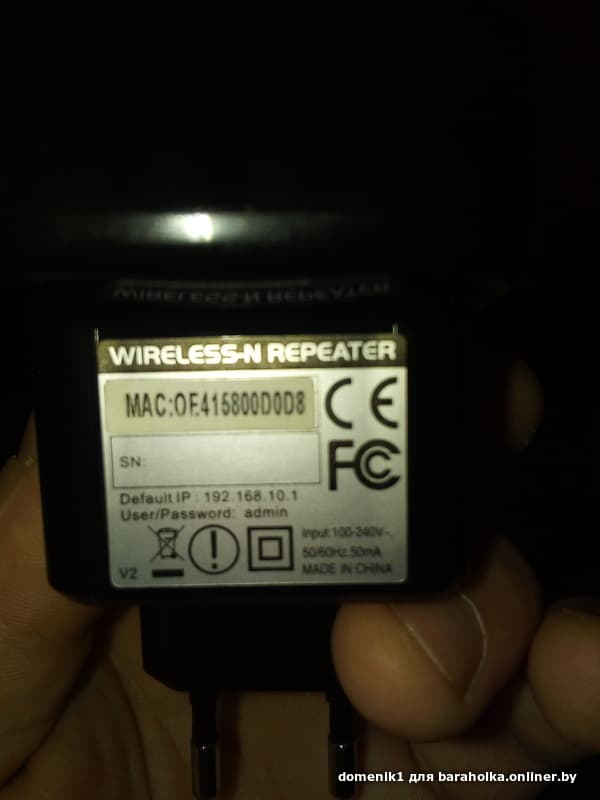 WIRELESS-N REPEATER
MAC:0E415800D0D8
CE
SN:
FC
Default IP : 192.168.10.1
User/Password: admin
Input:100-240V~,
50/60Hz.50mA
V2
MADE IN CHINA
domenik1 для baraholka.onliner.by